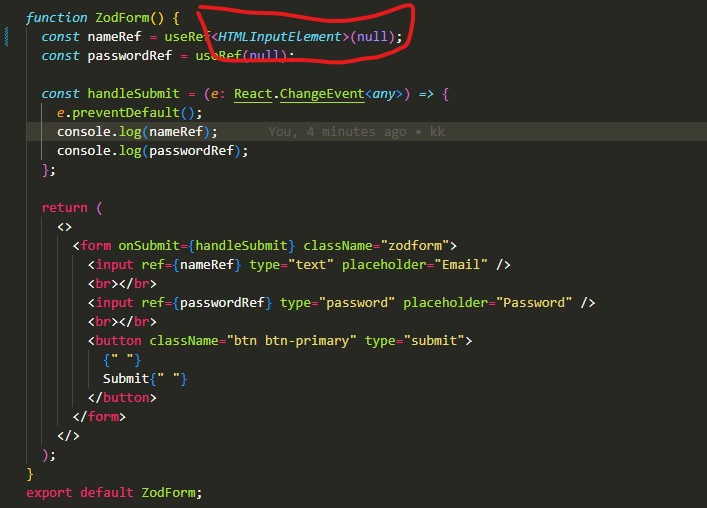 function ZodForm() {
const nameRef = useRef<HTMLInputElement>(null);
const passwordRef = useRef(null);
const handleSubmit = (e: React.ChangeEvent<any>) => {
e.preventDefault();
console.log(nameRef); You, 4 minutes ago • kk
console.log(passwordRef);
};
return (
<>
<form onSubmit={handleSubmit} className="zodform">
<input ref={nameRef} type="text" placeholder="Email" />
<br></br>
<input ref={passwordRef} type="password" placeholder="Password" />
<br></br>
<button className="btn btn-primary" type="submit">
{" "}
Submit{" "}
</button>
</form>
</>
);
}
export default ZodForm;